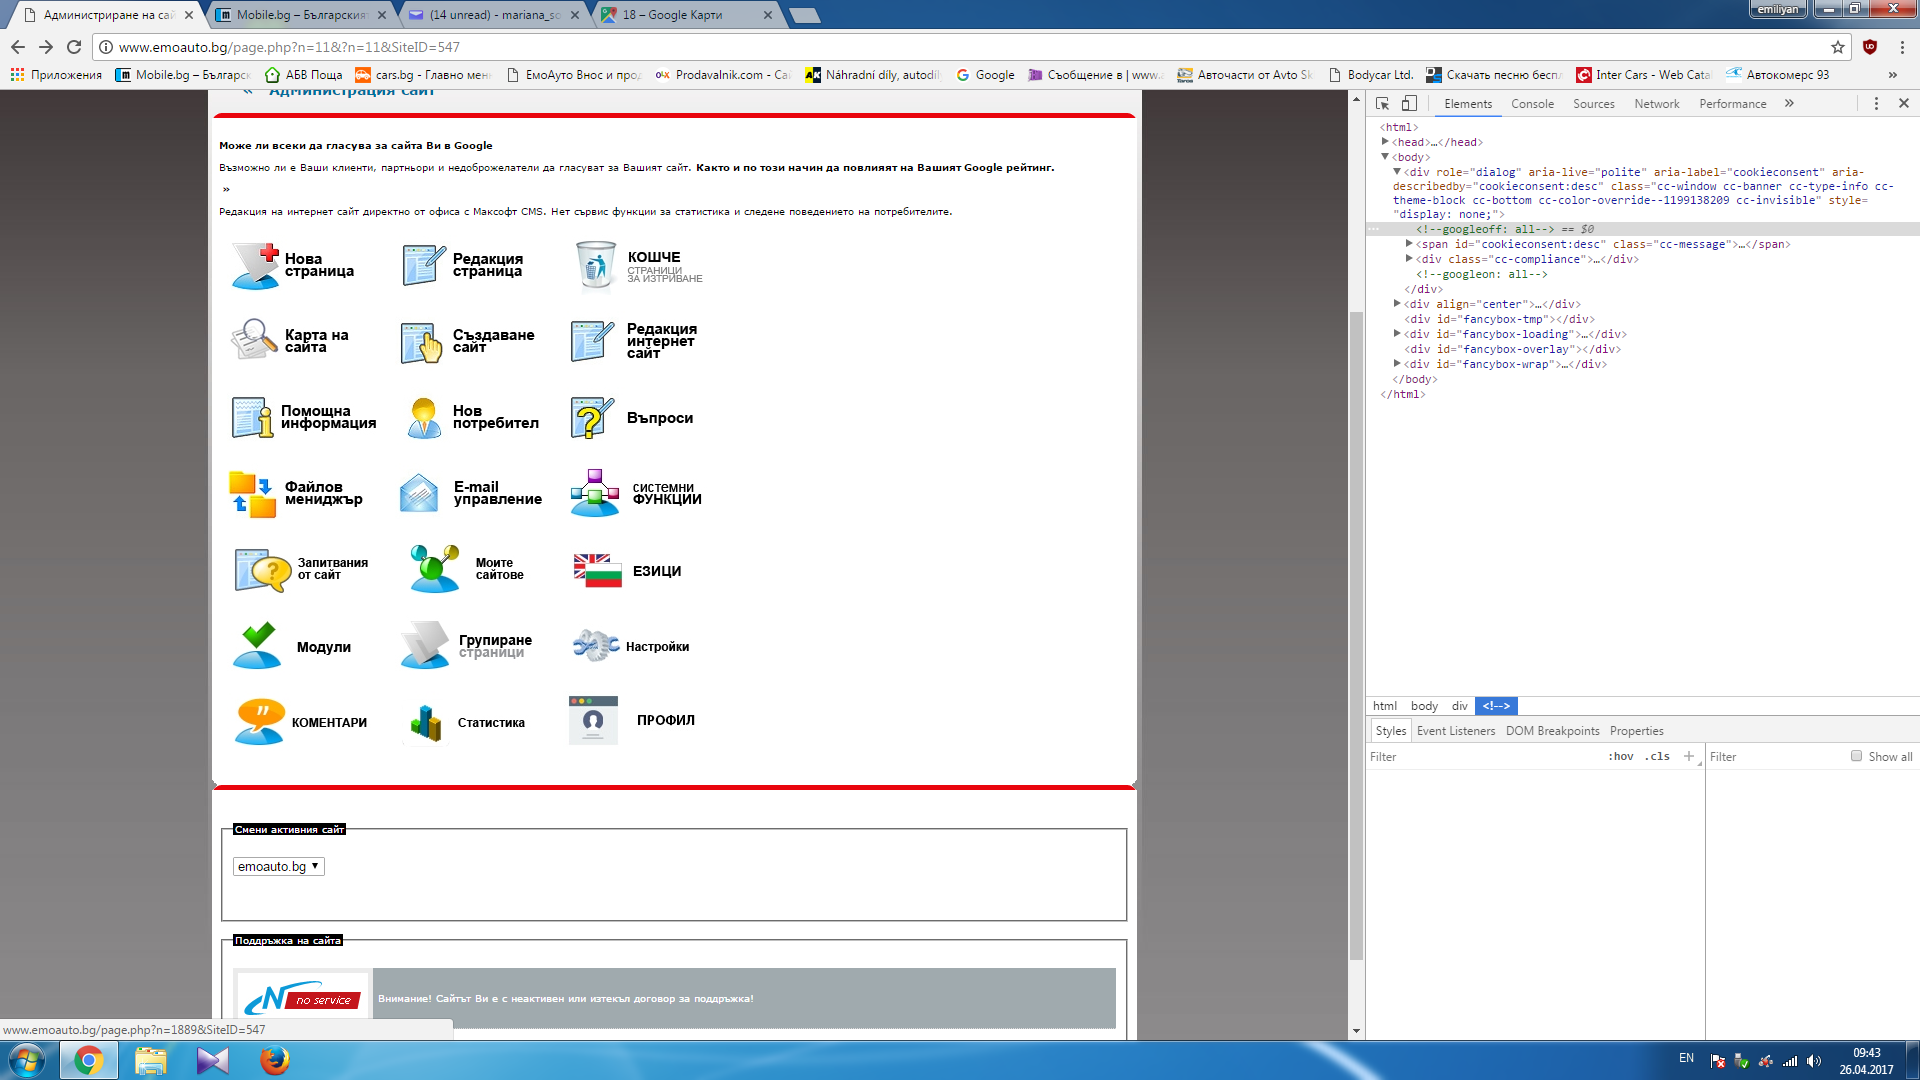 Администриране на сай
Mobile.bg – Българският
(14 unread) - mariana_so
18 – Google Карти
emiliyan
www.emoauto.bg/page.php?n=11&?n=11&SiteID=547
Приложения
Mobile.bg – Българс
АБВ Поща
cars.bg - Главно мен
ЕмоАуто Внос и про
Prodavalnik.com - Са
Náhradní díly, autodí
Google
Съобщение в | www.
Авточасти от Avto Sk
Bodycar Ltd.
Скачать песню бесп
Inter Cars - Web Cata
Автокомерс 93
»
« Администрация сайт
Може ли всеки да гласува за сайта Ви в Google
Възможно ли е Ваши клиенти, партньори и недоброжелатели да гласуват за Вашият сайт. Както и по този начин да повлияят на Вашият Google рейтинг.
»
Редакция на интернет сайт директно от офиса с Максофт CMS. Нет сървис функции за статистика и следене поведението на потребителите.
Нова
страница
Редакция
страница
КОШЧЕ
СТРАНИЦИ
ЗА ИЗТРИВАНЕ
Карта на
сайта
Създаване
сайт
Редакция
интернет
сайт
Помощна
информация
Нов
потребител
Въпроси
Файлов
мениджър
E-mail
управление
системни
ФУНКЦИИ
Запитвания
от сайт
Моите
сайтове
ЕЗИЦИ
Модули
Групиране
страници
Настройки
КОМЕНТАРИ
Статистика
ПРОФИЛ
Смени активния сайт
emoauto.bg
Поддръжка на сайта
N no service
Внимание! Сайтът Ви е с неактивен или изтекъл договор за поддръжка!
www.emoauto.bg/page.php?n=1889&SiteID=547
Elements Console Sources Network Performance »
<html>
<head>…</head>
<body>
<div role="dialog" aria-live="polite" aria-label="cookieconsent" aria-
describedby="cookieconsent:desc" class="cc-window cc-banner cc-type-info cc-
theme-block cc-bottom cc-color-override--1199138209 cc-invisible" style=
"display: none;">
<!--googleoff: all--> == $0
<span id="cookieconsent:desc" class="cc-message">…</span>
<div class="cc-compliance">…</div>
<!--googleon: all-->
</div>
<div align="center">…</div>
<div id="fancybox-tmp"></div>
<div id="fancybox-loading">…</div>
<div id="fancybox-overlay"></div>
<div id="fancybox-wrap">…</div>
</body>
</html>
html body div <!-->
Styles Event Listeners DOM Breakpoints Properties
Filter :hov .cls + Filter Show all
EN
09:43
26.04.2017